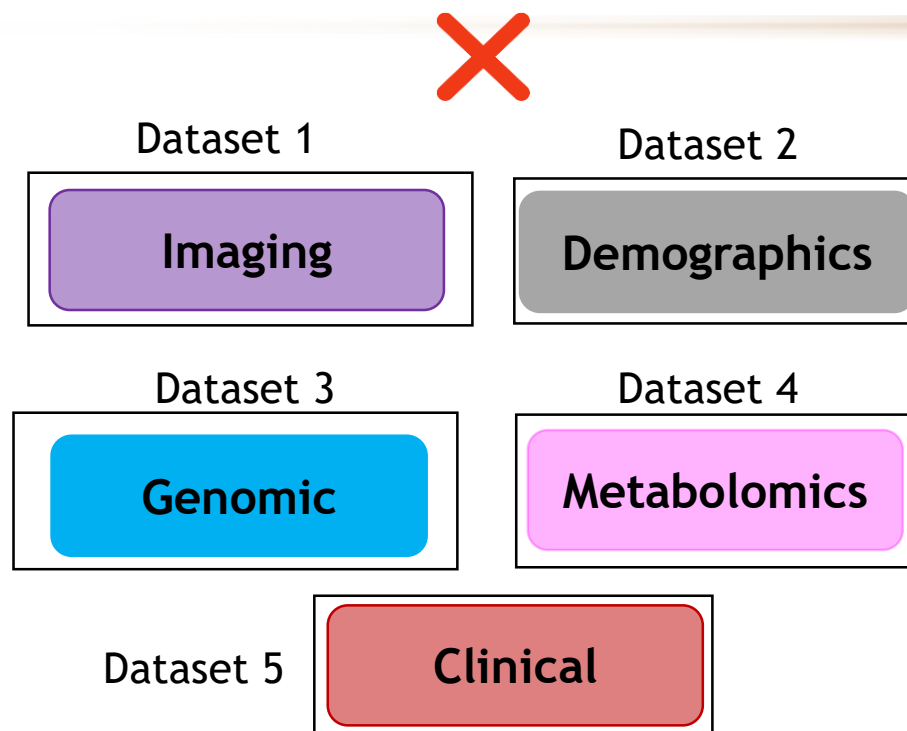 Dataset 1
Dataset 2
Imaging
Demographics
Dataset 3
Dataset 4
Genomic
Metabolomics
Dataset 5
Clinical